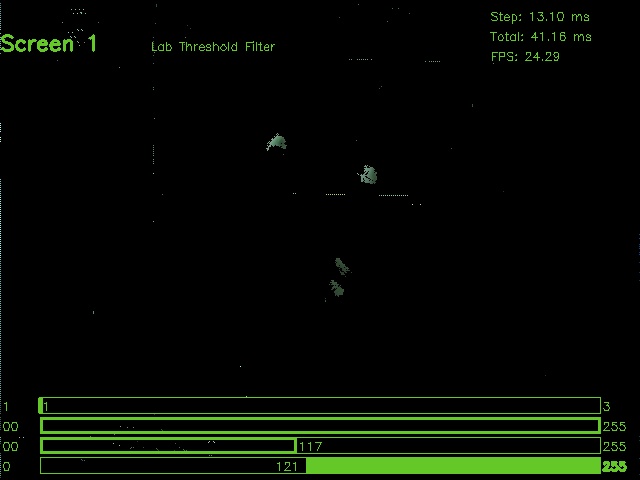 Step: 13.10 ms
Screen 1
Lab Threshold Filter
Total: 41.16 ms
FPS: 24.29
1 1 3
00 255
00 117 255
0 121 255